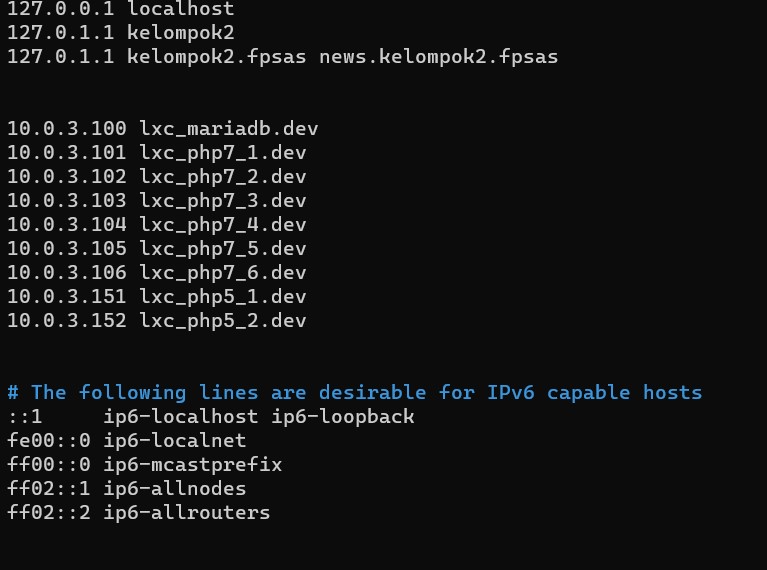 127.0.0.1 localhost
127.0.1.1 kelompok2
127.0.1.1 kelompok2.fpsas news.kelompok2.fpsas
10.0.3.100 lxc_mariadb.dev
10.0.3.101 lxc_php7_1.dev
10.0.3.102 lxc_php7_2.dev
10.0.3.103 lxc_php7_3.dev
10.0.3.104 lxc_php7_4.dev
10.0.3.105 lxc_php7_5.dev
10.0.3.106 lxc_php7_6.dev
10.0.3.151 lxc_php5_1.dev
10.0.3.152 lxc_php5_2.dev
# The following lines are desirable for IPv6 capable hosts
::1     ip6-localhost ip6-loopback
fe00::0 ip6-localnet
ff00::0 ip6-mcastprefix
ff02::1 ip6-allnodes
ff02::2 ip6-allrouters